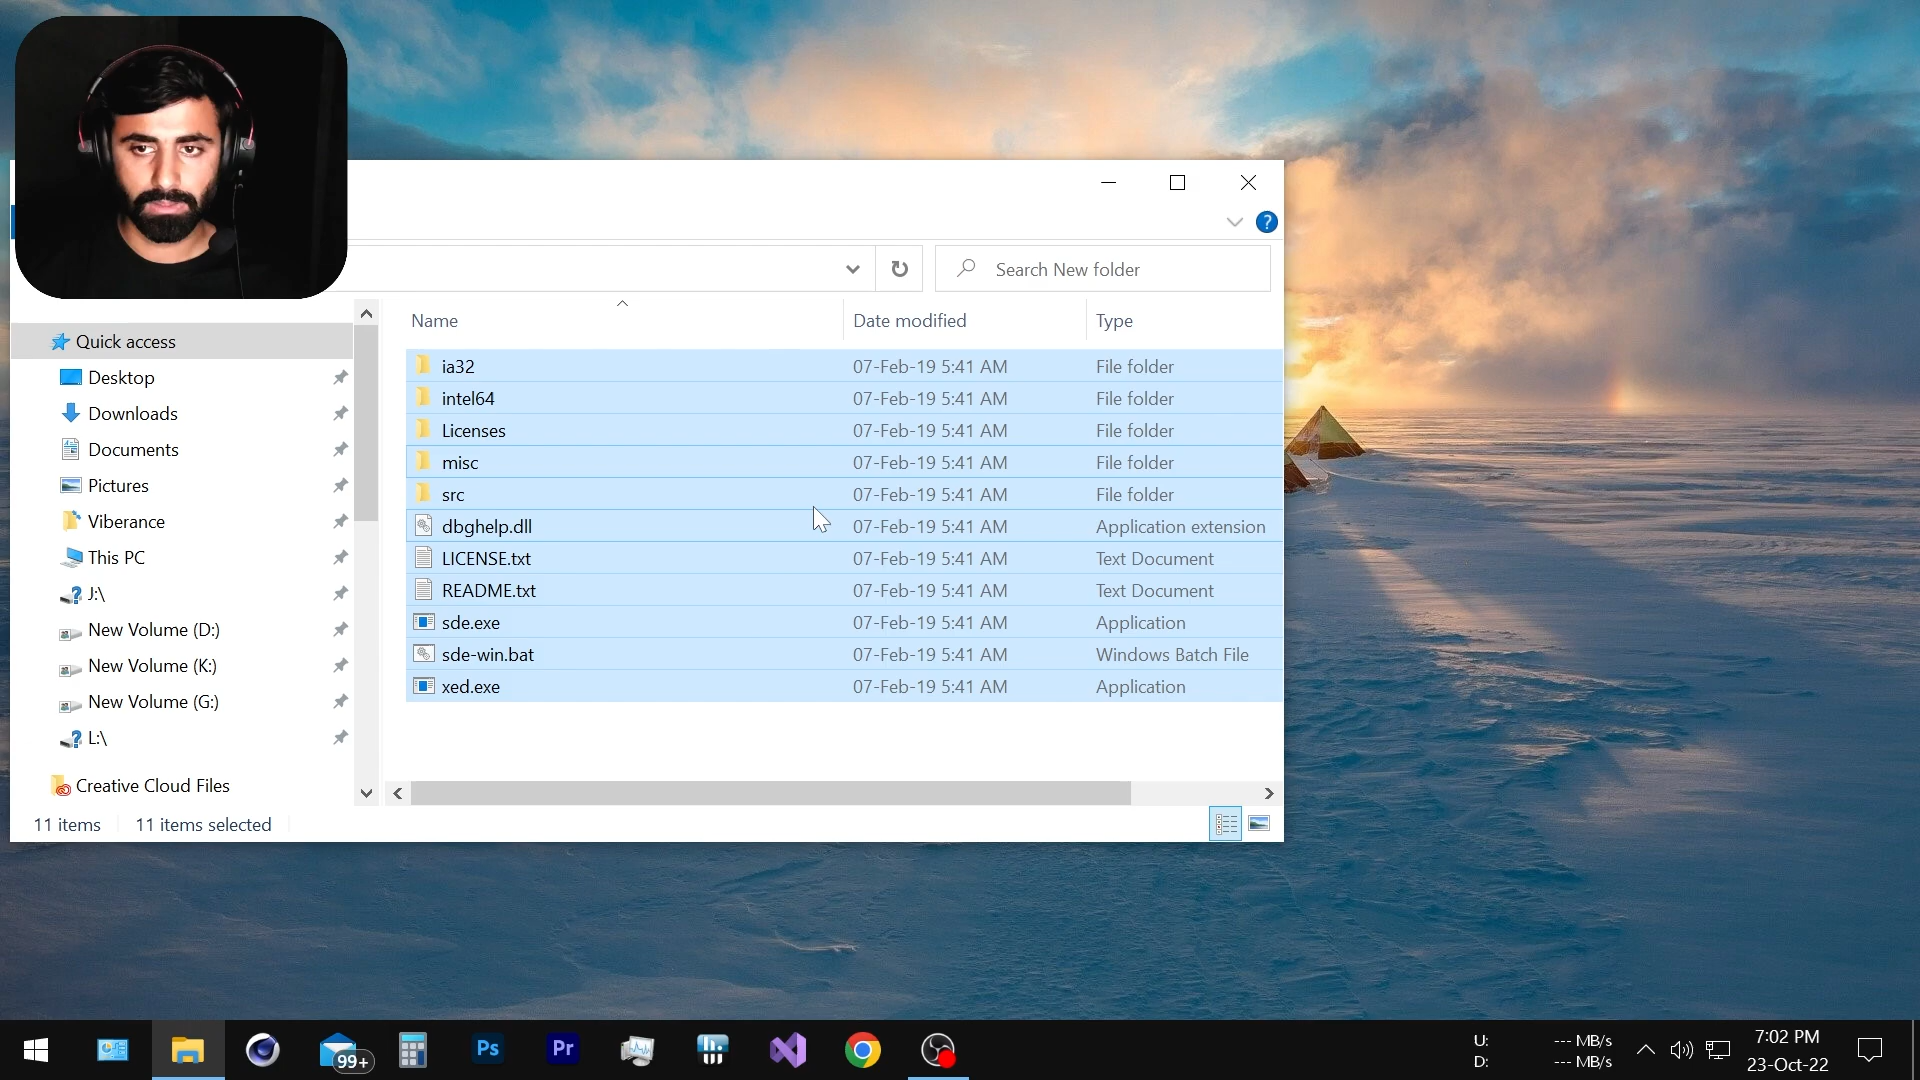 Search New folder
Name Date modified Type
Quick access
Desktop
Downloads
Documents
Pictures
Viberance
This PC
J:\
New Volume (D:)
New Volume (K:)
New Volume (G:)
L:\
Creative Cloud Files
ia32 07-Feb-19 5:41 AM File folder
intel64 07-Feb-19 5:41 AM File folder
Licenses 07-Feb-19 5:41 AM File folder
misc 07-Feb-19 5:41 AM File folder
src 07-Feb-19 5:41 AM File folder
dbghelp.dll 07-Feb-19 5:41 AM Application extension
LICENSE.txt 07-Feb-19 5:41 AM Text Document
README.txt 07-Feb-19 5:41 AM Text Document
sde.exe 07-Feb-19 5:41 AM Application
sde-win.bat 07-Feb-19 5:41 AM Windows Batch File
xed.exe 07-Feb-19 5:41 AM Application
11 items 11 items selected
99+
Ps
Pr
U: --- MB/s
D: --- MB/s
7:02 PM
23-Oct-22